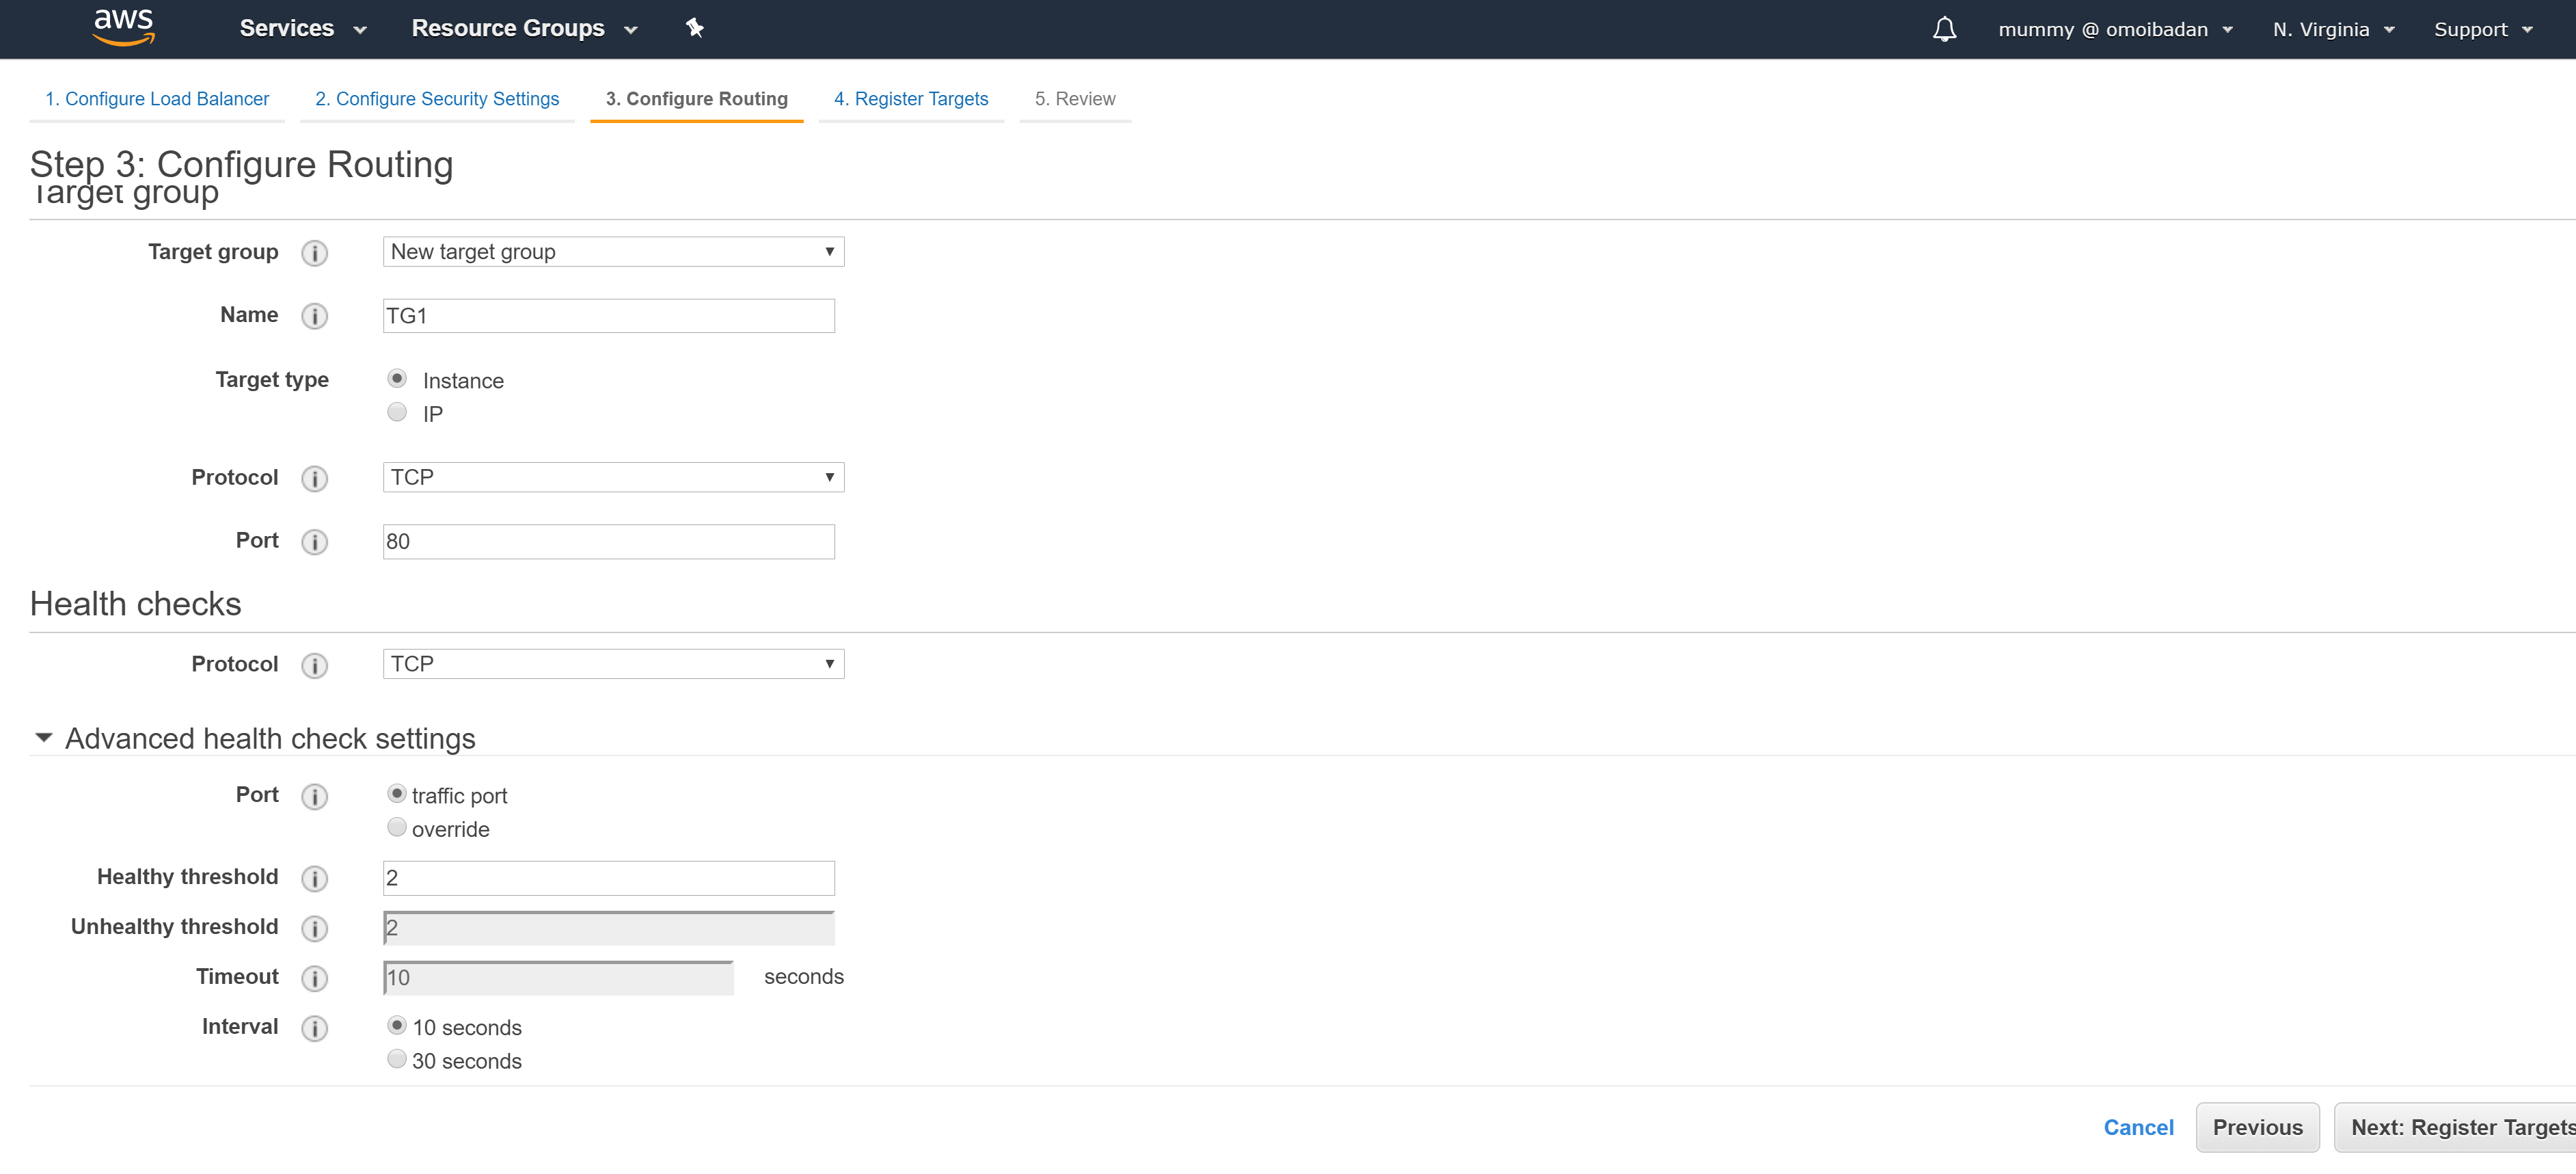 aws Services Resource Groups mummy @ omoibadan N. Virginia Support
1. Configure Load Balancer 2. Configure Security Settings 3. Configure Routing 4. Register Targets 5. Review
Step 3: Configure Routing
Target group
Target group New target group
Name TG1
Target type Instance
IP
Protocol TCP
Port 80
Health checks
Protocol TCP
Advanced health check settings
Port traffic port
override
Healthy threshold 2
Unhealthy threshold 2
Timeout 10 seconds
Interval 10 seconds
30 seconds
Cancel Previous Next: Register Targets